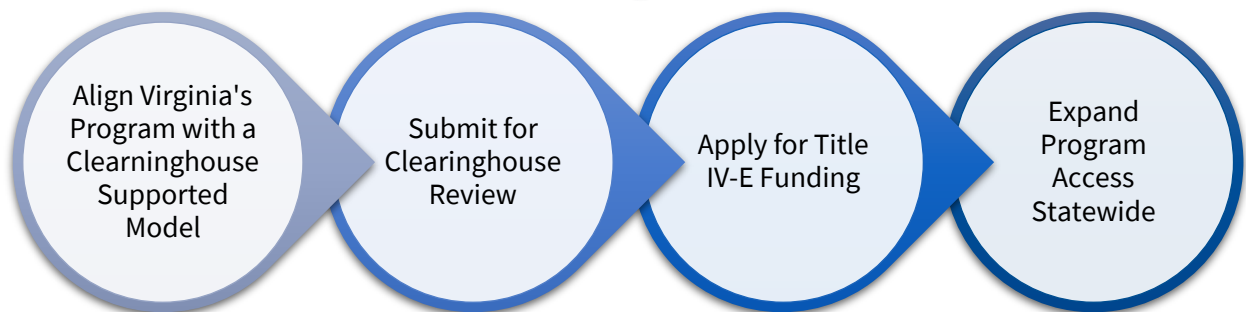 Align Virginia's
Program with a
Clearninghouse
Supported
Model
Submit for
Clearinghouse
Review
Apply for Title
IV-E Funding
Expand
Program
Access
Statewide